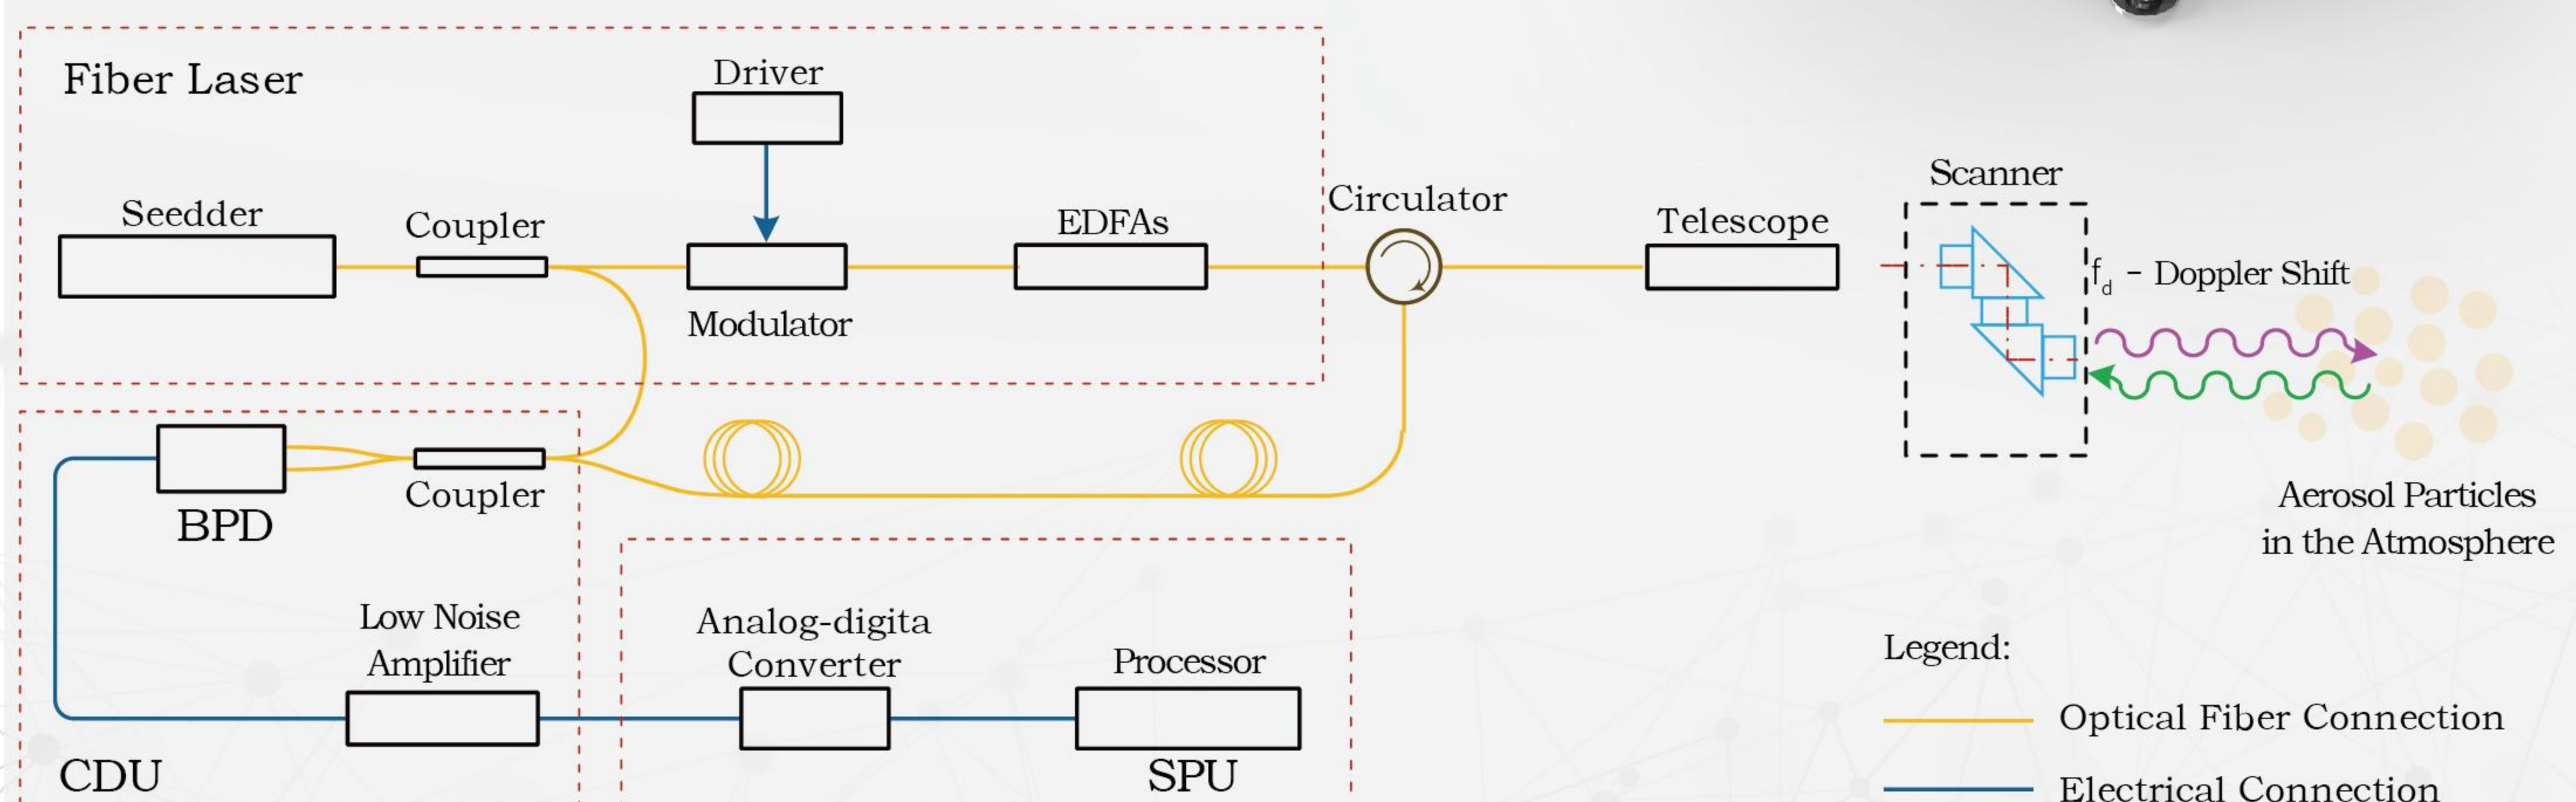 Fiber Laser
Driver
Seedder
Coupler
Modulator
EDFAs
Circulator
Telescope
Scanner
fd - Doppler Shift
BPD
Coupler
Aerosol Particles
in the Atmosphere
Low Noise
Amplifier
Analog-digita
Converter
Processor
CDU
SPU
Legend:
Optical Fiber Connection
Electrical Connection